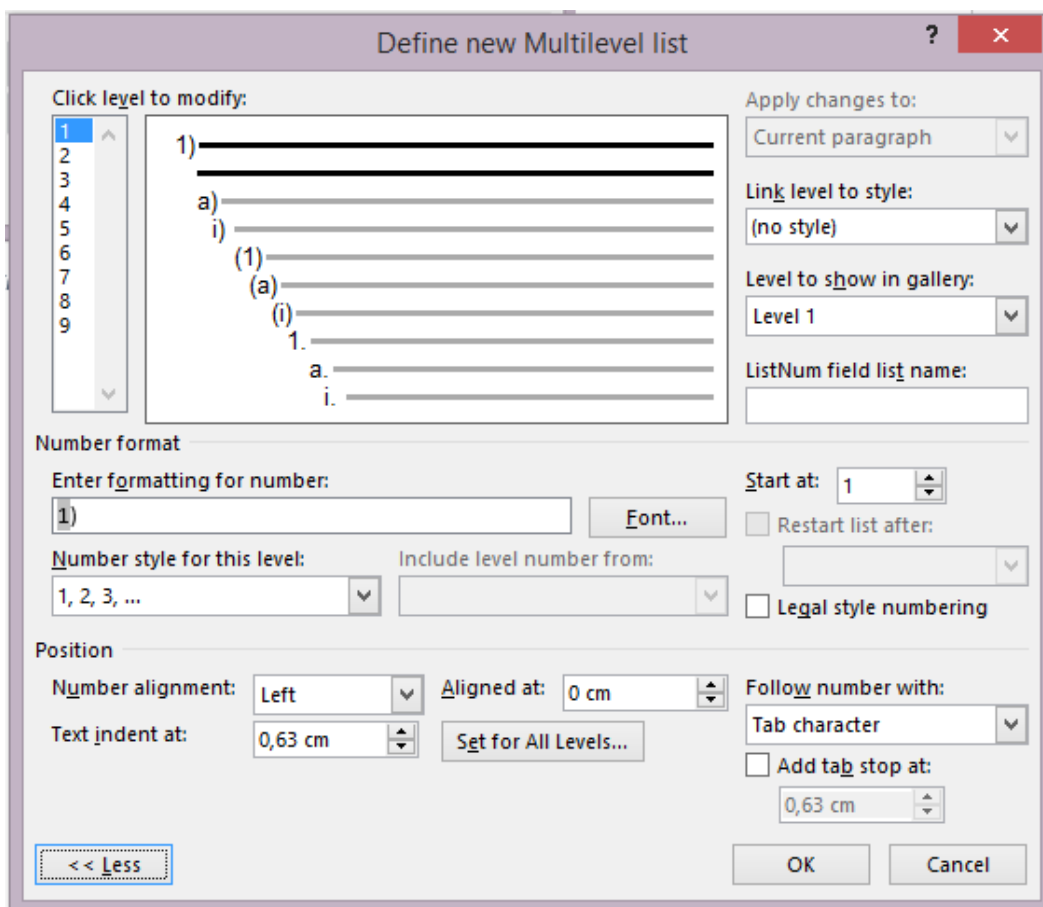 Define new Multilevel list
?
Click level to modify:
1
2
3
4
5
6
7
8
9
1)
a)
i)
(1)
(a)
(i)
1.
a.
i.
Apply changes to:
Current paragraph
Link level to style:
(no style)
Level to show in gallery:
Level 1
ListNum field list name:
Number format
Enter formatting for number:
1)
Font...
Start at: 1
Restart list after:
Number style for this level:
1, 2, 3, ...
Include level number from:
Legal style numbering
Position
Number alignment: Left
Aligned at: 0 cm
Text indent at: 0,63 cm
Set for All Levels...
Follow number with:
Tab character
Add tab stop at:
0,63 cm
<< Less
OK
Cancel